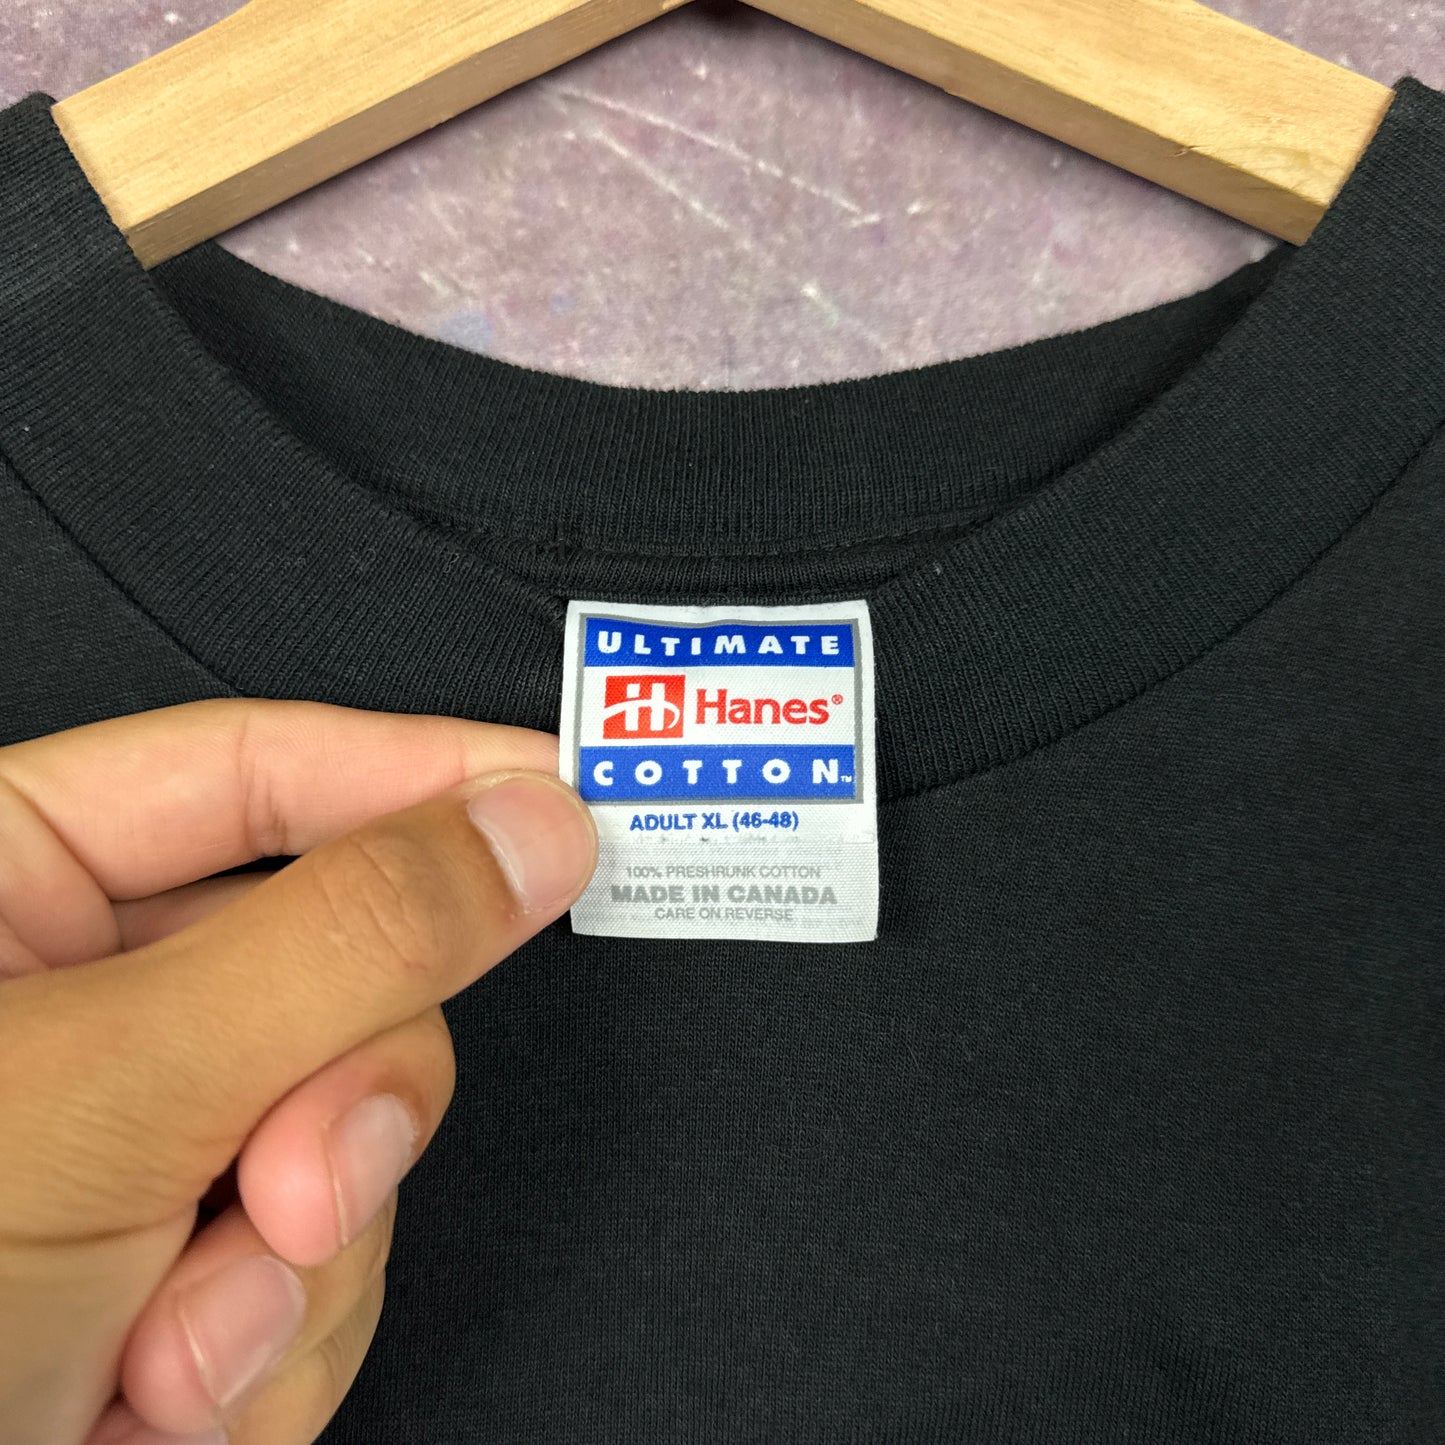 ULTIMATE
Hanes®
COTTON™
ADULT XL (46-48)
100% PRESHRUNK COTTON
MADE IN CANADA
CARE ON REVERSE